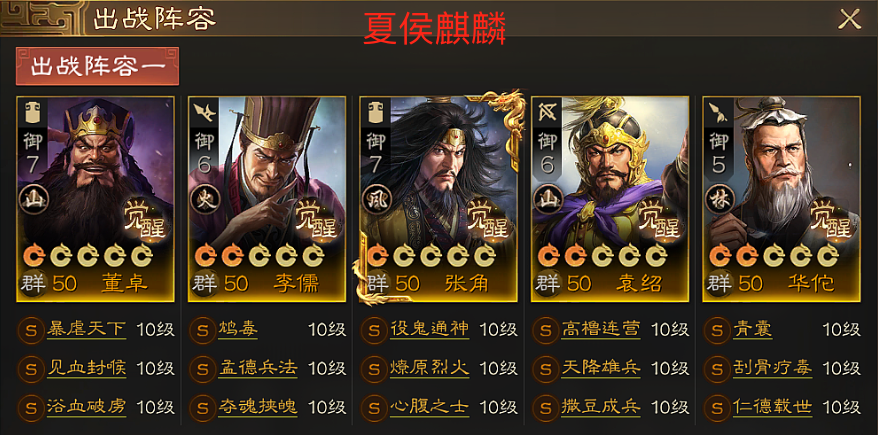 出战阵容
夏侯麒麟
出战阵容一
御 7 山 觉醒 群 50 董卓
御 6 火 觉醒 群 50 李儒
御 7 风 觉醒 群 50 张角
御 6 山 觉醒 群 50 袁绍
御 5 林 觉醒 群 50 华佗
S 暴虐天下 10级 S 鸩毒 10级 S 役鬼通神 10级 S 高橹连营 10级 S 青囊 10级
S 见血封喉 10级 S 孟德兵法 10级 S 燎原烈火 10级 S 天降雄兵 10级 S 刮骨疗毒 10级
S 浴血破虏 10级 S 夺魂挟魄 10级 S 心腹之士 10级 S 撒豆成兵 10级 S 仁德载世 10级